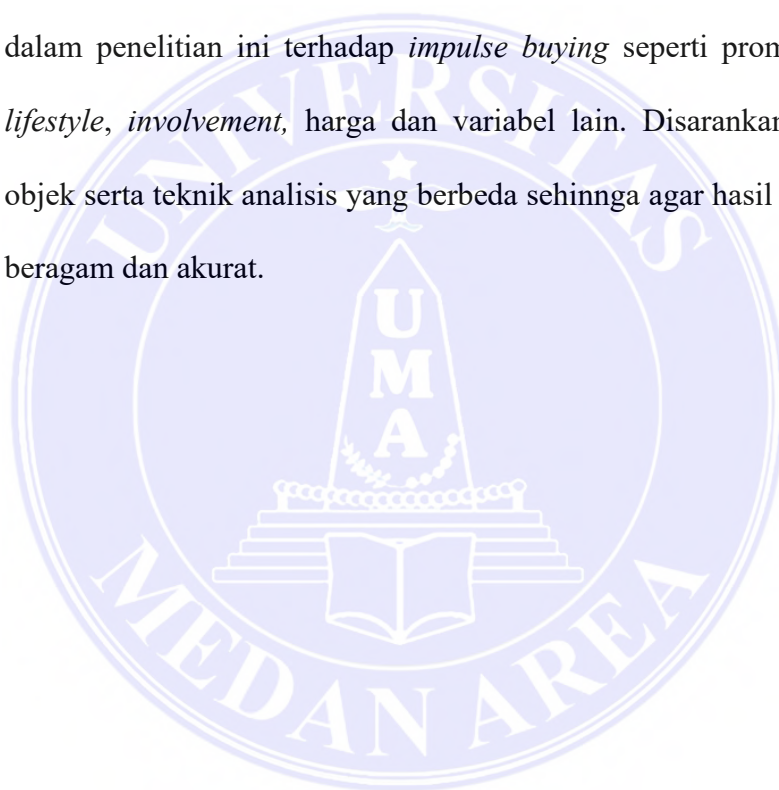 dalam penelitian ini terhadap impulse buying seperti prom
lifestyle, involvement, harga dan variabel lain. Disarankan
objek serta teknik analisis yang berbeda sehinnga agar hasil
beragam dan akurat.
UNIVERSITAS
U
M
A
MEDAN AREA